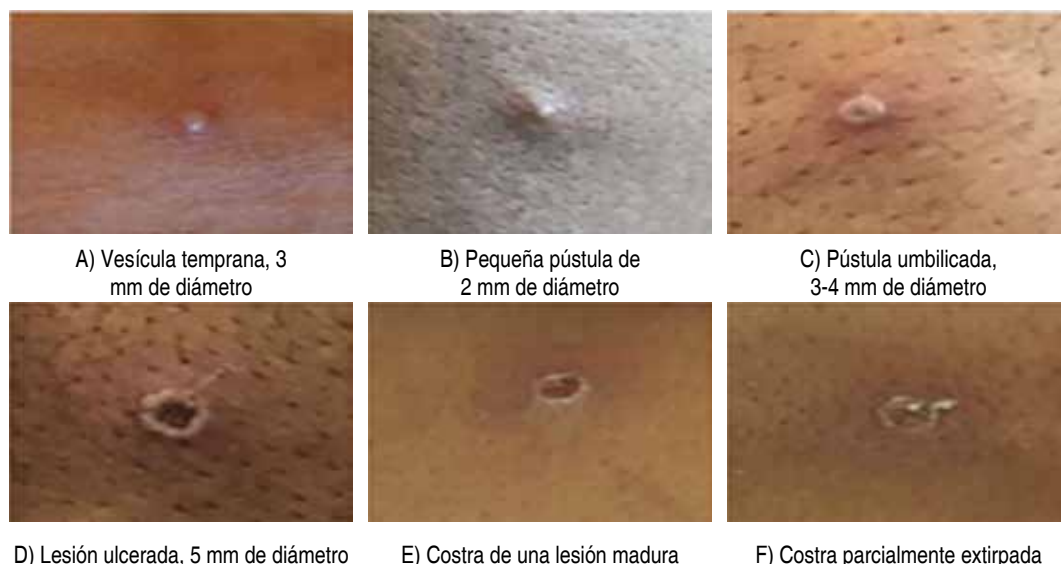 A) Vesícula temprana, 3
mm de diámetro
B) Pequeña pústula de
2 mm de diámetro
C) Pústula umbilicada,
3-4 mm de diámetro
D) Lesión ulcerada, 5 mm de diámetro
E) Costra de una lesión madura
F) Costra parcialmente extirpada